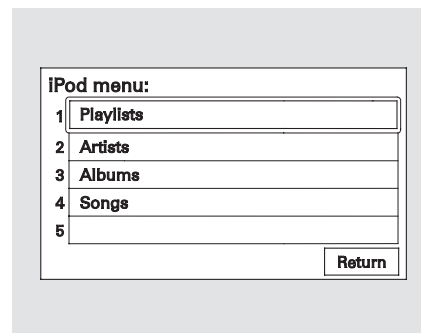 iPod menu:
1 Playlists
2 Artists
3 Albums
4 Songs
5
Return